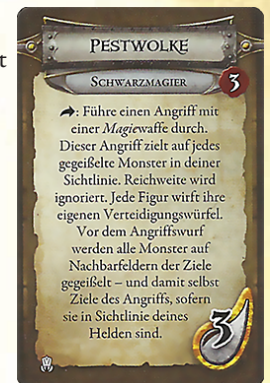 t
PESTWOLKE
SCHWARZMAGIER
3
➔: Führe einen Angriff mit
einer Magiewaffe durch.
Dieser Angriff zielt auf jedes
gegeißelte Monster in deiner
Sichtlinie. Reichweite wird
ignoriert. Jede Figur wirft ihre
eigenen Verteidigungswürfel.
Vor dem Angriffswurf
werden alle Monster auf
Nachbarfeldern der Ziele
gegeißelt – und damit selbst
Ziele des Angriffs, sofern
sie in Sichtlinie deines
Helden sind.
3